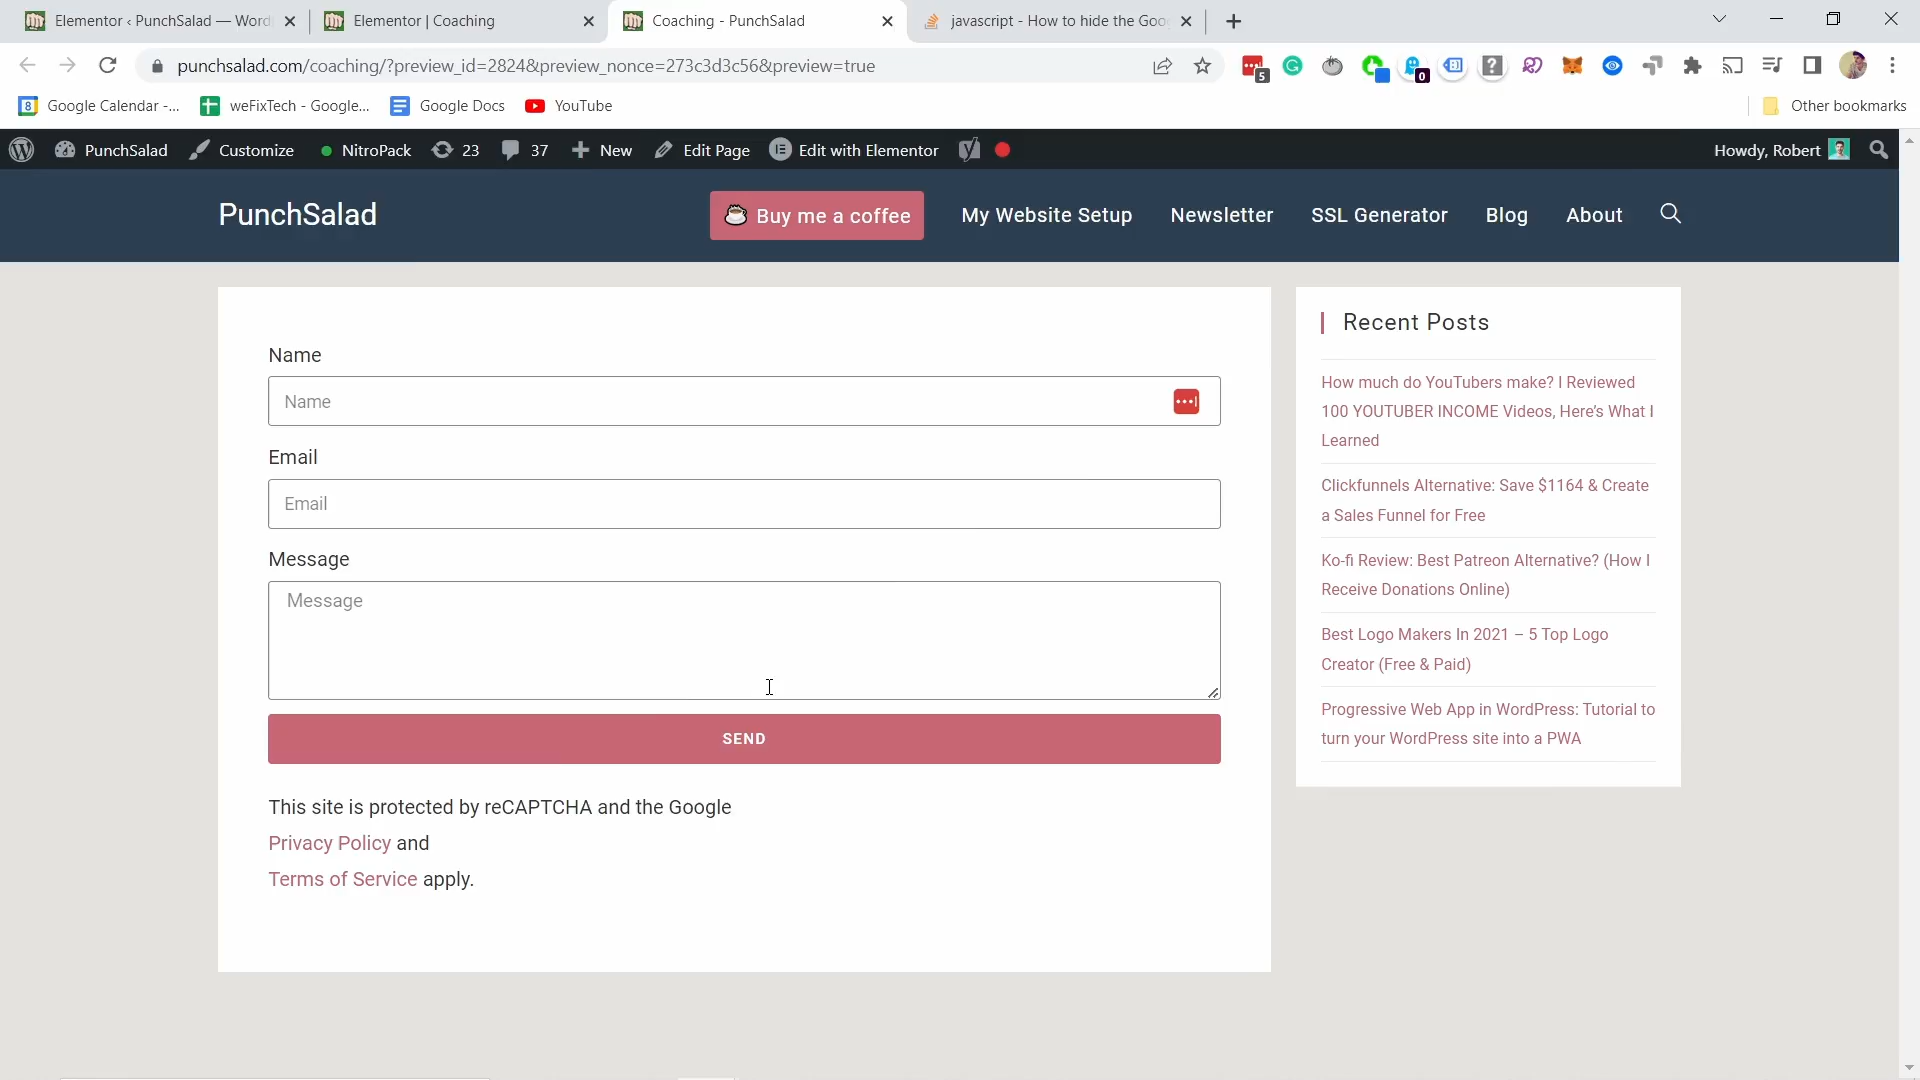 Elementor ‹ PunchSalad — Word
Elementor | Coaching
Coaching - PunchSalad
javascript - How to hide the Goo
punchsalad.com/coaching/?preview_id=2824&preview_nonce=273c3d3c56&preview=true
5
0
8
Google Calendar -...
weFixTech - Google...
Google Docs
YouTube
Other bookmarks
PunchSalad
Customize
NitroPack
23
37
New
Edit Page
Edit with Elementor
Howdy, Robert
PunchSalad
Buy me a coffee
My Website Setup
Newsletter
SSL Generator
Blog
About
Name
Name
Email
Email
Message
Message
SEND
This site is protected by reCAPTCHA and the Google
Privacy Policy and
Terms of Service apply.
Recent Posts
How much do YouTubers make? I Reviewed
100 YOUTUBER INCOME Videos, Here’s What I
Learned
Clickfunnels Alternative: Save $1164 & Create
a Sales Funnel for Free
Ko-fi Review: Best Patreon Alternative? (How I
Receive Donations Online)
Best Logo Makers In 2021 – 5 Top Logo
Creator (Free & Paid)
Progressive Web App in WordPress: Tutorial to
turn your WordPress site into a PWA